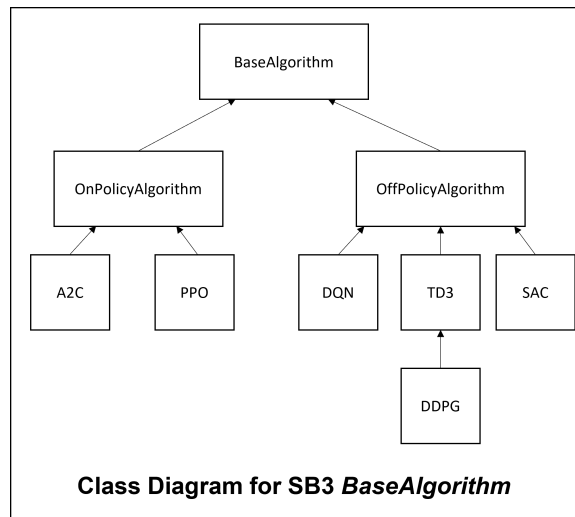 BaseAlgorithm
OnPolicyAlgorithm
OffPolicyAlgorithm
A2C
PPO
DQN
TD3
SAC
DDPG
Class Diagram for SB3 BaseAlgorithm